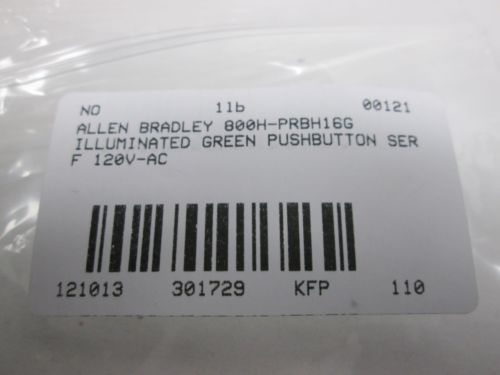 NO 1lb 00121
ALLEN BRADLEY 800H-PRBH16G
ILLUMINATED GREEN PUSHBUTTON SER
F 120V-AC
121013 301729 KFP 110